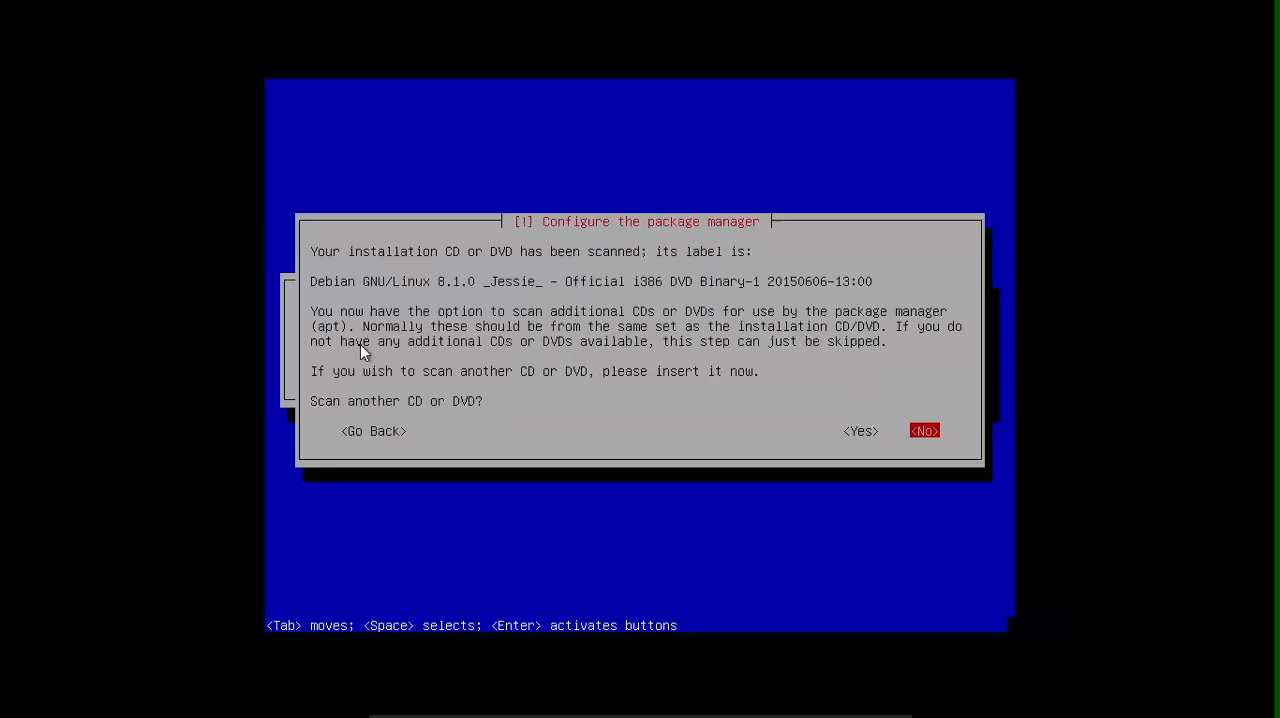 [!] Configure the package manager
Your installation CD or DVD has been scanned; its label is:
Debian GNU/Linux 8.1.0 _Jessie_ - Official i386 DVD Binary-1 20150606-13:00
You now have the option to scan additional CDs or DVDs for use by the package manager
(apt). Normally these should be from the same set as the installation CD/DVD. If you do
not have any additional CDs or DVDs available, this step can just be skipped.
If you wish to scan another CD or DVD, please insert it now.
Scan another CD or DVD?
<Go Back> <Yes> <No>
<Tab> moves; <Space> selects; <Enter> activates buttons